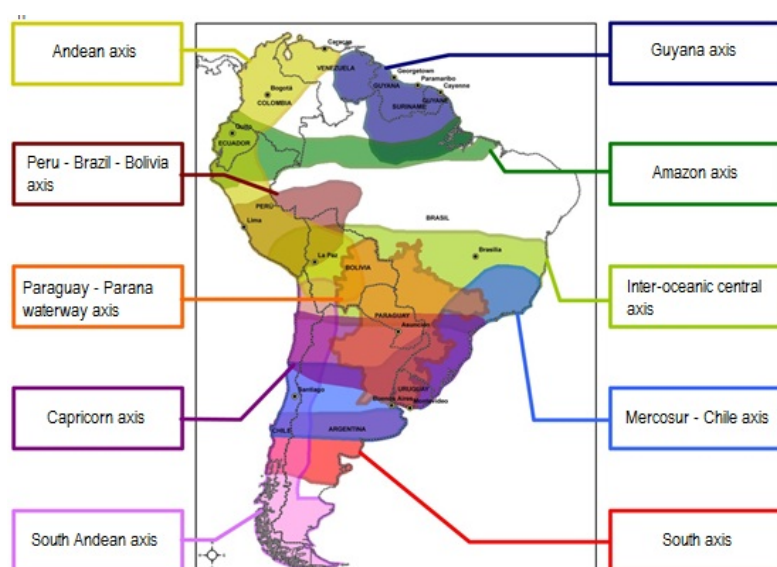 Andean axis
Guyana axis
Peru - Brazil - Bolivia
axis
Amazon axis
Paraguay - Parana
waterway axis
Inter-oceanic central
axis
Capricorn axis
Mercosur - Chile axis
South Andean axis
South axis
Caracas
VENEZUELA
Georgetown
Paramaribo
GUYANA
Cayenne
GUYANE
SURINAME
Bogotá
COLOMBIA
Quito
ECUADOR
PERÚ
Lima
BRASIL
Brasilia
La Paz
BOLIVIA
PARAGUAY
Asunción
URUGUAY
Santiago
Buenos Aires
Montevideo
CHILE
ARGENTINA